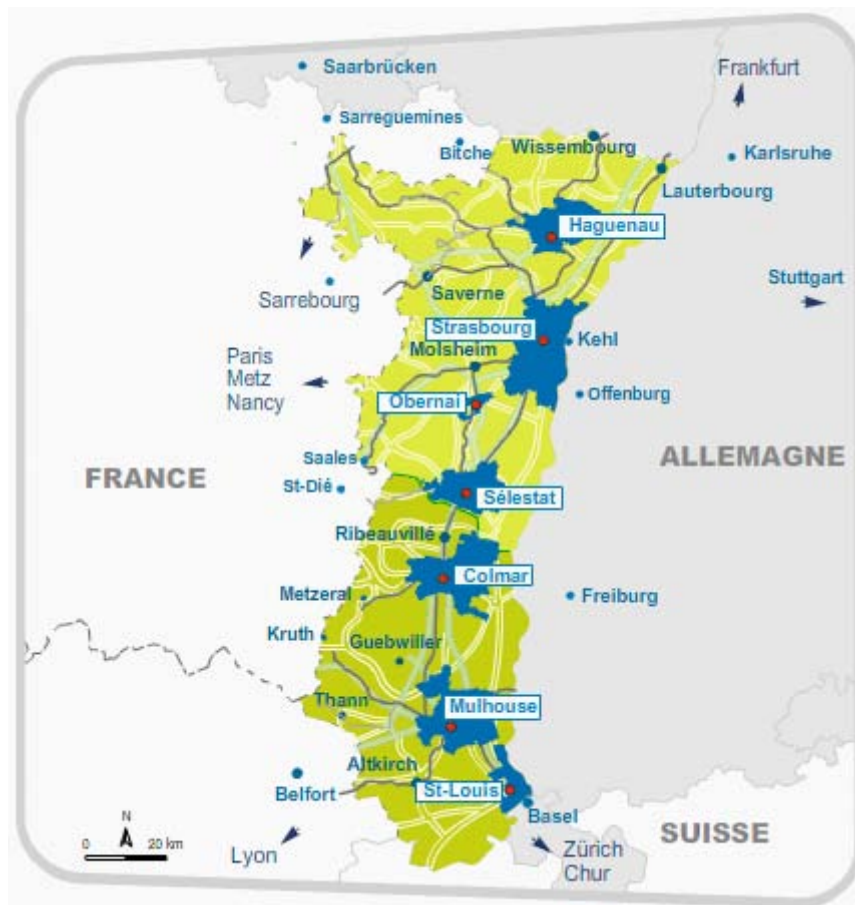 Saarbrücken
Frankfurt
Sarreguemines
Wissembourg
Bitche
Karlsruhe
Lauterbourg
Haguenau
Stuttgart
Sarrebourg
Saverne
Strasbourg
Kehl
Molsheim
Paris
Metz
Nancy
Obernai
Offenburg
Saales
ALLEMAGNE
FRANCE
St-Dié
Sélestat
Ribeauvillé
Colmar
Metzeral
Freiburg
Kruth
Guebwiller
Thann
Mulhouse
Altkirch
Belfort
St-Louis
Basel
SUISSE
N
0 20 km
Lyon
Zürich
Chur